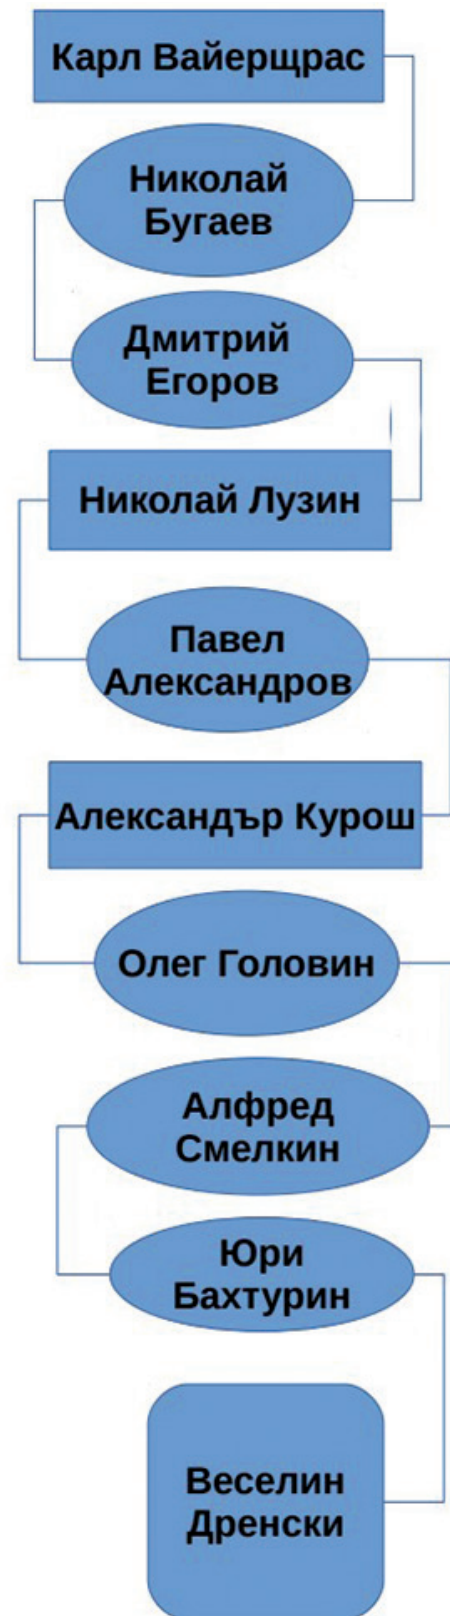 Карл Вайерщрас
Николай
Бугаев
Дмитрий
Егоров
Николай Лузин
Павел
Александров
Александър Курош
Олег Головин
Алфред
Смелкин
Юри
Бахтурин
Веселин
Дренски